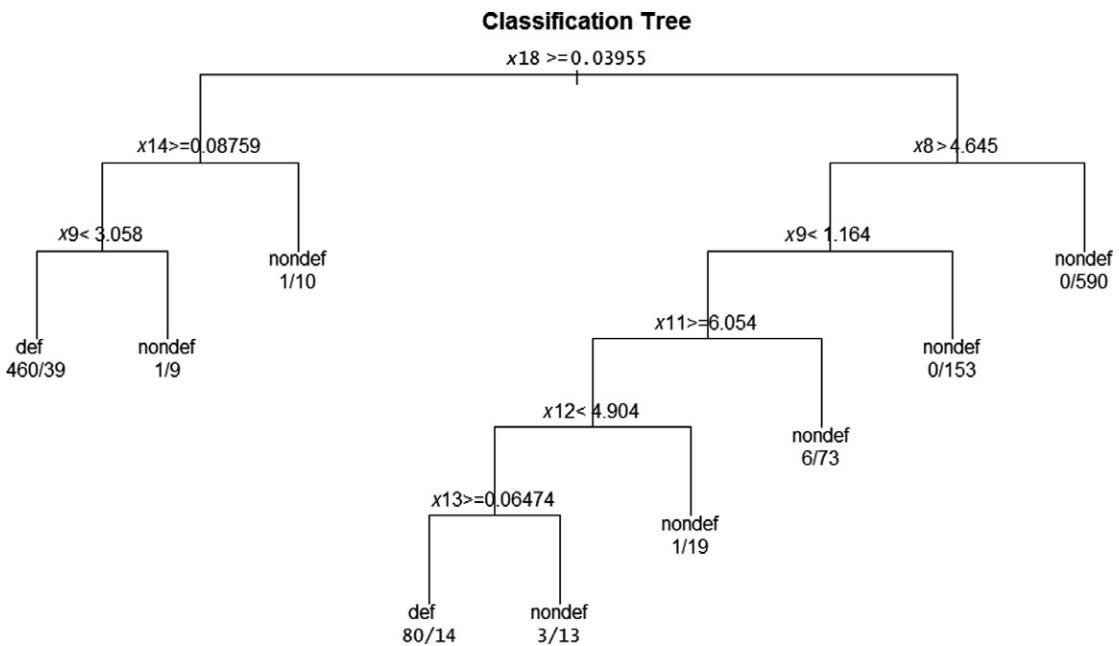 Classification Tree
x18 >=0.03955
x14>=0.08759
x8>4.645
x9< 3.058
nondef
1/10
x9< 1.164
nondef
0/590
def
460/39
nondef
1/9
x11>=6.054
nondef
0/153
x12< 4.904
nondef
6/73
x13>=0.06474
nondef
1/19
def
80/14
nondef
3/13